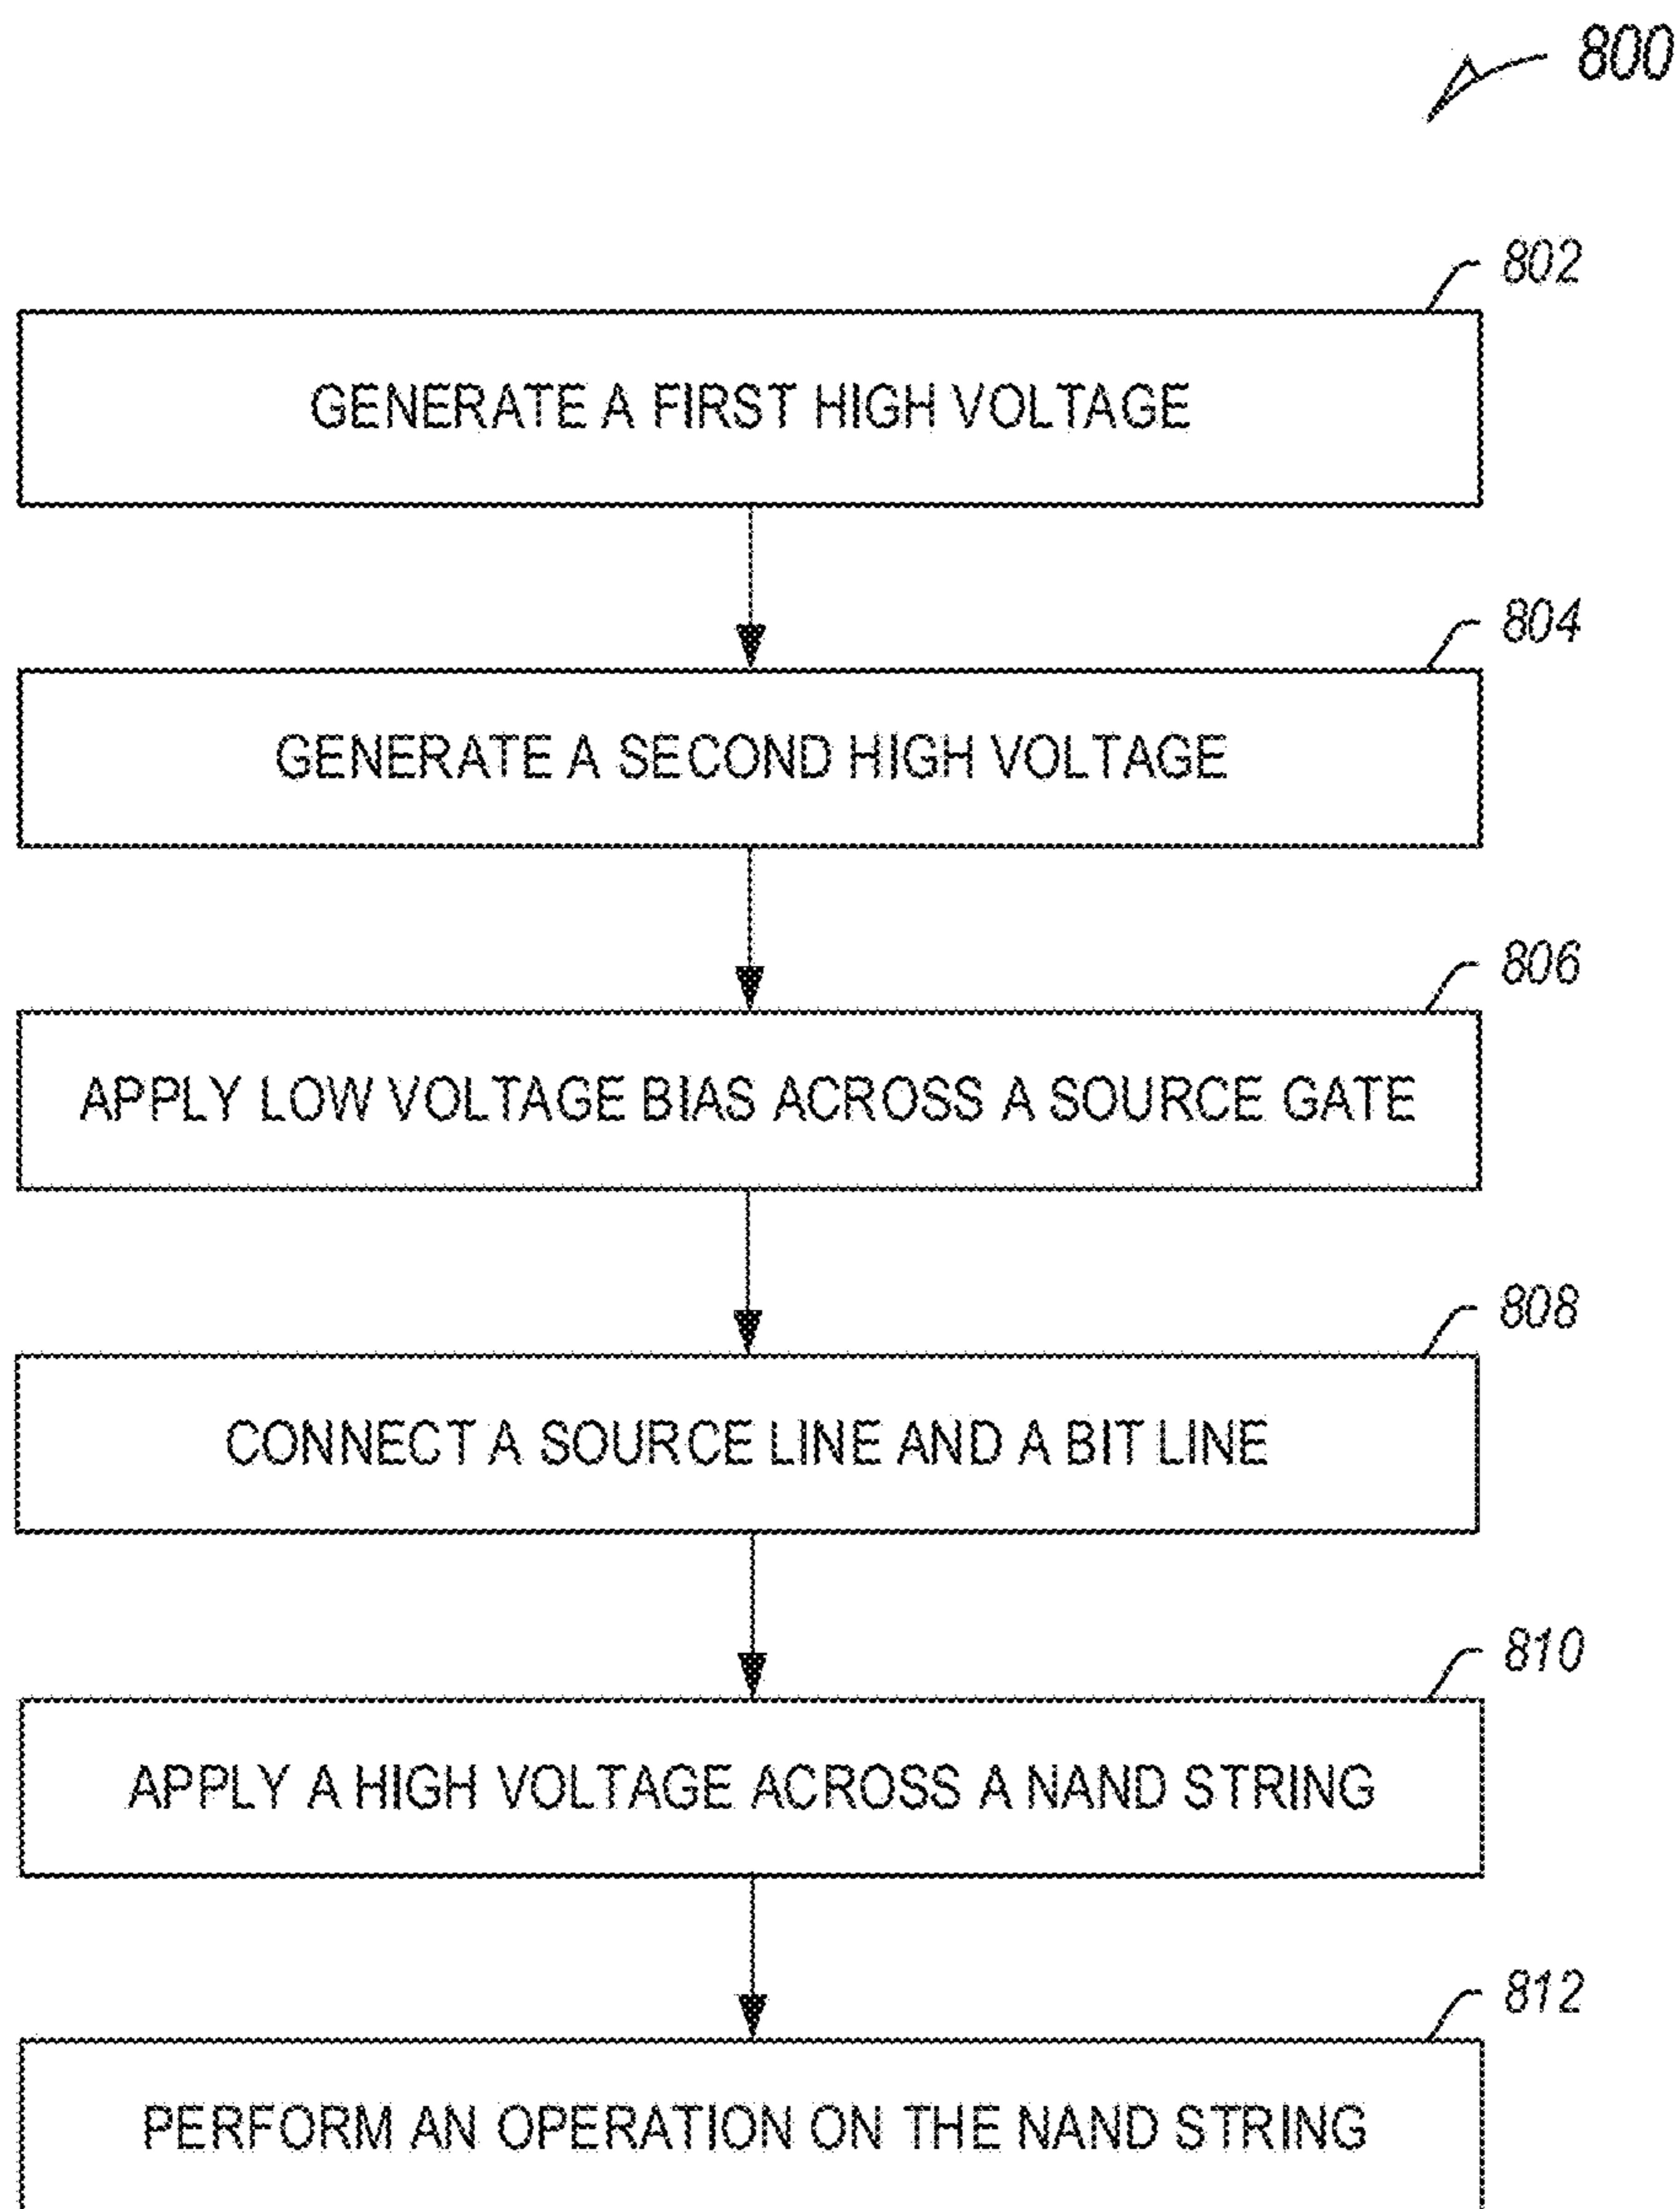 800
802
GENERATE A FIRST HIGH VOLTAGE
804
GENERATE A SECOND HIGH VOLTAGE
806
APPLY LOW VOLTAGE BIAS ACROSS A SOURCE GATE
808
CONNECT A SOURCE LINE AND A BIT LINE
810
APPLY A HIGH VOLTAGE ACROSS A NAND STRING
812
PERFORM AN OPERATION ON THE NAND STRING